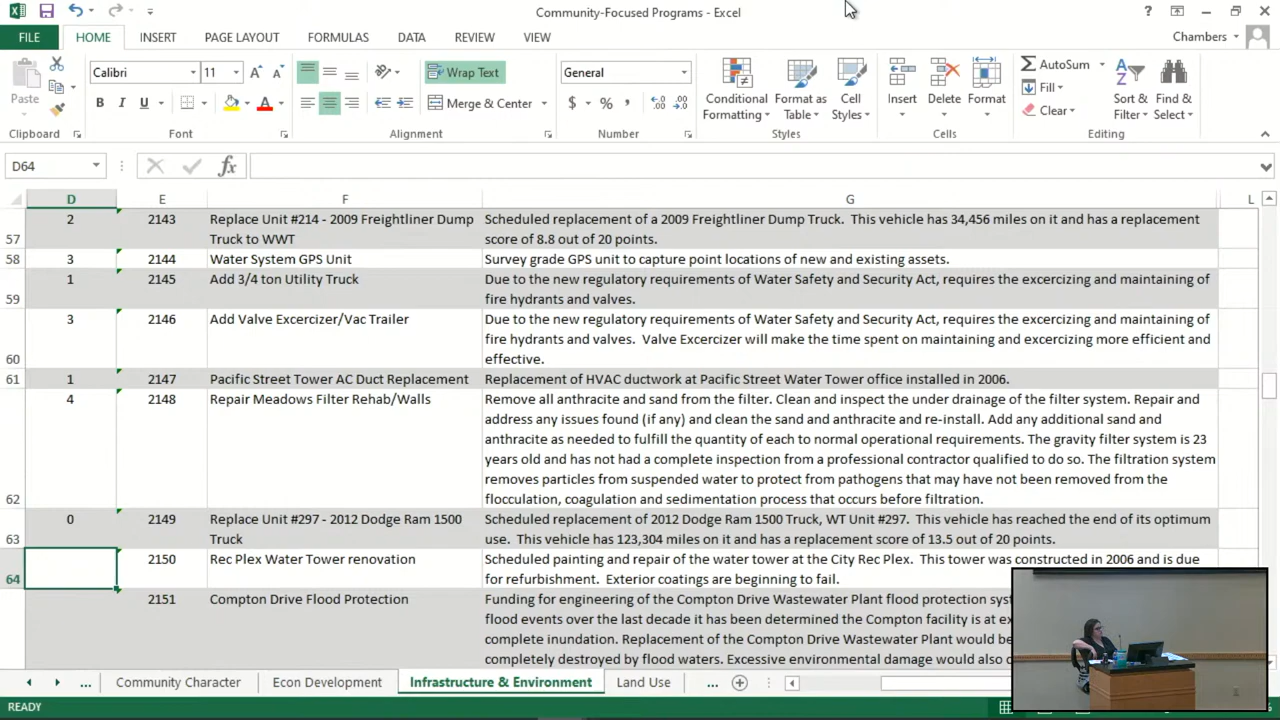 Community-Focused Programs - Excel
?
FILE
HOME
INSERT
PAGE LAYOUT
FORMULAS
DATA
REVIEW
VIEW
Chambers
Paste
Calibri
11
B I U
Wrap Text
Merge & Center
General
$ % ,
Conditional
Formatting
Format as
Table
Cell
Styles
Insert
Delete
Format
AutoSum
Fill
Clear
Sort &
Filter
Find &
Select
Clipboard
Font
Alignment
Number
Styles
Cells
Editing
D64
fx
D E F G L
57 2 2143 Replace Unit #214 - 2009 Freightliner Dump Scheduled replacement of a 2009 Freightliner Dump Truck. This vehicle has 34,456 miles on it and has a replacement
Truck to WWT score of 8.8 out of 20 points.
58 3 2144 Water System GPS Unit Survey grade GPS unit to capture point locations of new and existing assets.
59 1 2145 Add 3/4 ton Utility Truck Due to the new regulatory requirements of Water Safety and Security Act, requires the excercizing and maintaining of
fire hydrants and valves.
60 3 2146 Add Valve Excercizer/Vac Trailer Due to the new regulatory requirements of Water Safety and Security Act, requires the excercizing and maintaining of
fire hydrants and valves. Valve Excercizer will make the time spent on maintaining and excercizing more efficient and
effective.
61 1 2147 Pacific Street Tower AC Duct Replacement Replacement of HVAC ductwork at Pacific Street Water Tower office installed in 2006.
62 4 2148 Repair Meadows Filter Rehab/Walls Remove all anthracite and sand from the filter. Clean and inspect the under drainage of the filter system. Repair and
address any issues found (if any) and clean the sand and anthracite and re-install. Add any additional sand and
anthracite as needed to fulfill the quantity of each to normal operational requirements. The gravity filter system is 23
years old and has not had a complete inspection from a professional contractor qualified to do so. The filtration system
removes particles from suspended water to protect from pathogens that may have not been removed from the
flocculation, coagulation and sedimentation process that occurs before filtration.
63 0 2149 Replace Unit #297 - 2012 Dodge Ram 1500 Scheduled replacement of 2012 Dodge Ram 1500 Truck, WT Unit #297. This vehicle has reached the end of its optimum
Truck use. This vehicle has 123,304 miles on it and has a replacement score of 13.5 out of 20 points.
64 2150 Rec Plex Water Tower renovation Scheduled painting and repair of the water tower at the City Rec Plex. This tower was constructed in 2006 and is due
for refurbishment. Exterior coatings are beginning to fail.
2151 Compton Drive Flood Protection Funding for engineering of the Compton Drive Wastewater Plant flood protection
flood events over the last decade it has been determined the Compton facility is at
complete inundation. Replacement of the Compton Drive Wastewater Plant would
completely destroyed by flood waters. Excessive environmental damage would also
... Community Character Econ Development Infrastructure & Environment Land Use ...
READY